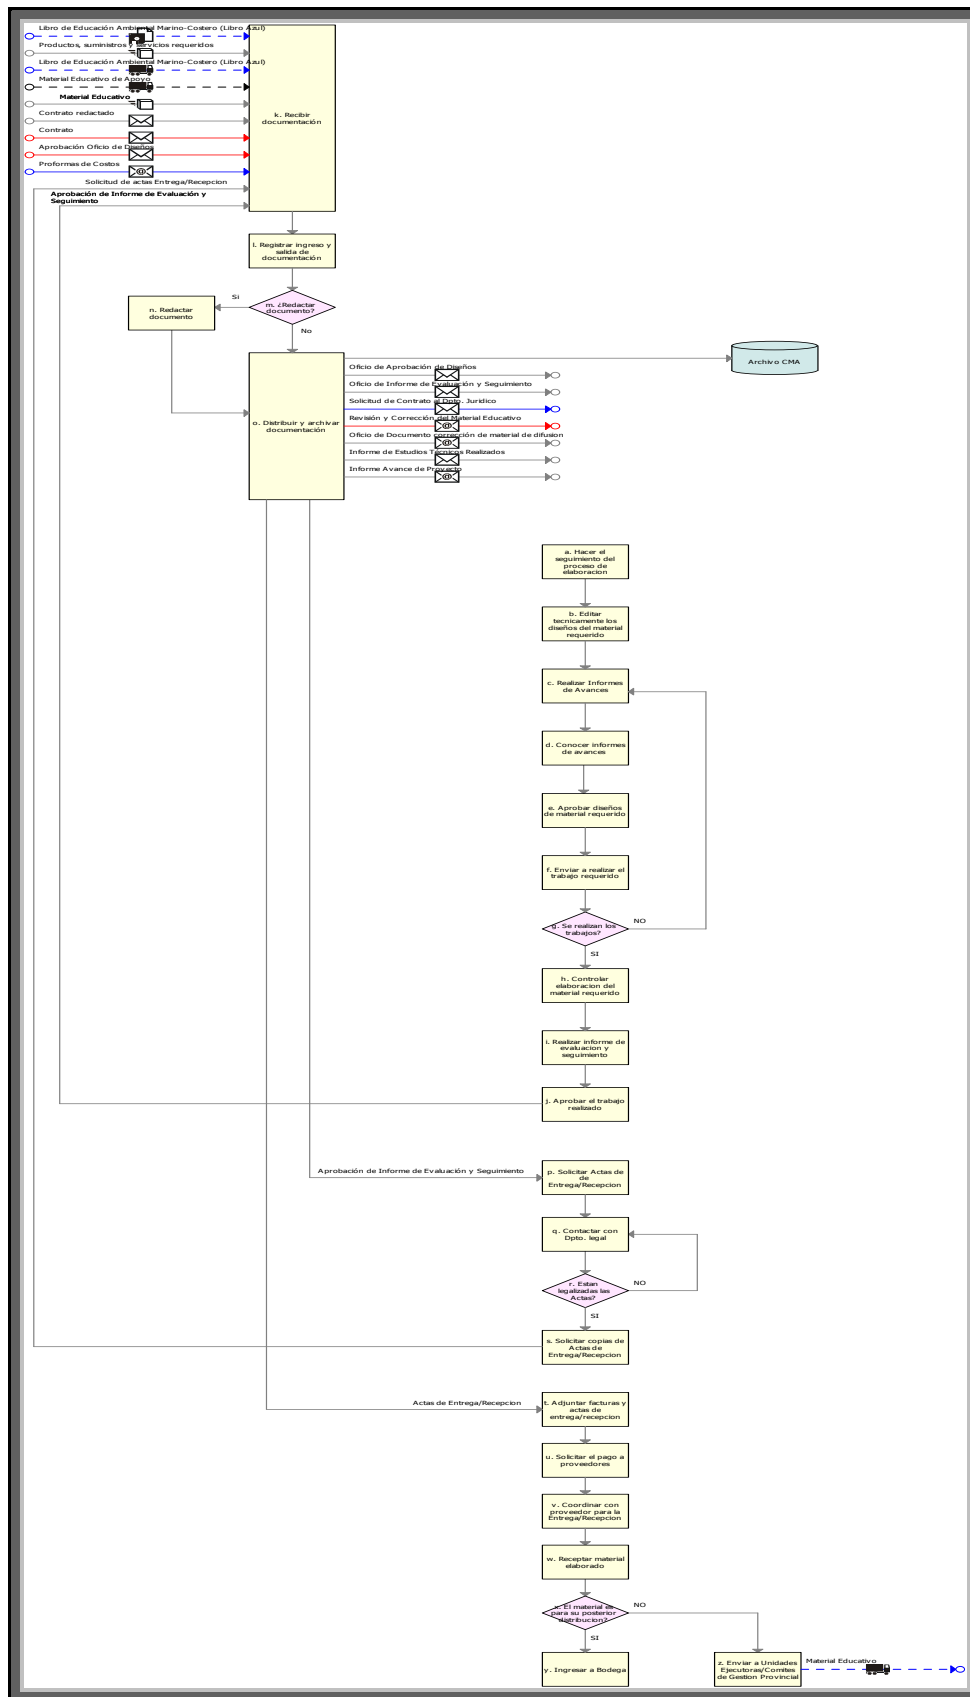 Libro de Educación Ambiental Marino-Costero (Libro Azul)
Productos, suministros y servicios requeridos
Libro de Educación Ambiental Marino-Costero (Libro Azul)
Material Educativo de Apoyo
Material Educativo
Contrato redactado
Contrato
Aprobación Oficio de Diseños
Proformas de Costos
Solicitud de actas Entrega/Recepcion
Aprobación de Informe de Evaluación y
Seguimiento
k. Recibir
documentación
l. Registrar ingreso y
salida de
documentación
m. ¿Redactar
documento?
Si
No
n. Redactar
documento
o. Distribuir y archivar
documentación
Archivo CMA
Oficio de Aprobación de Diseños
Oficio de Informe de Evaluación y Seguimiento
Solicitud de Contrato al Dpto. Juridico
Revisión y Corrección del Material Educativo
Oficio de Documento corrección de material de difusion
Informe de Estudios Técnicos Realizados
Informe Avance de Proyecto
a. Hacer el
seguimiento del
proceso de
elaboracion
b. Editar
tecnicamente los
diseños del material
requerido
c. Realizar Informes
de Avances
d. Conocer informes
de avances
e. Aprobar diseños
de material requerido
f. Enviar a realizar el
trabajo requerido
g. Se realizan los
trabajos?
NO
SI
h. Controlar
elaboracion del
material requerido
i. Realizar informe de
evaluacion y
seguimiento
j. Aprobar el trabajo
realizado
Aprobación de Informe de Evaluación y Seguimiento
p. Solicitar Actas de
de
Entrega/Recepcion
q. Contactar con
Dpto. legal
r. Estan
legalizadas las
Actas?
NO
SI
s. Solicitar copias de
Actas de
Entrega/Recepcion
Actas de Entrega/Recepcion
t. Adjuntar facturas y
actas de
entrega/recepcion
u. Solicitar el pago a
proveedores
v. Coordinar con
proveedor para la
Entrega/Recepción
w. Receptar material
elaborado
x. El material es
para su posterior
distribucion?
NO
SI
y. Ingresar a Bodega
z. Enviar a Unidades
Ejecutoras/Comites
de Gestion Provincial
Material Educativo